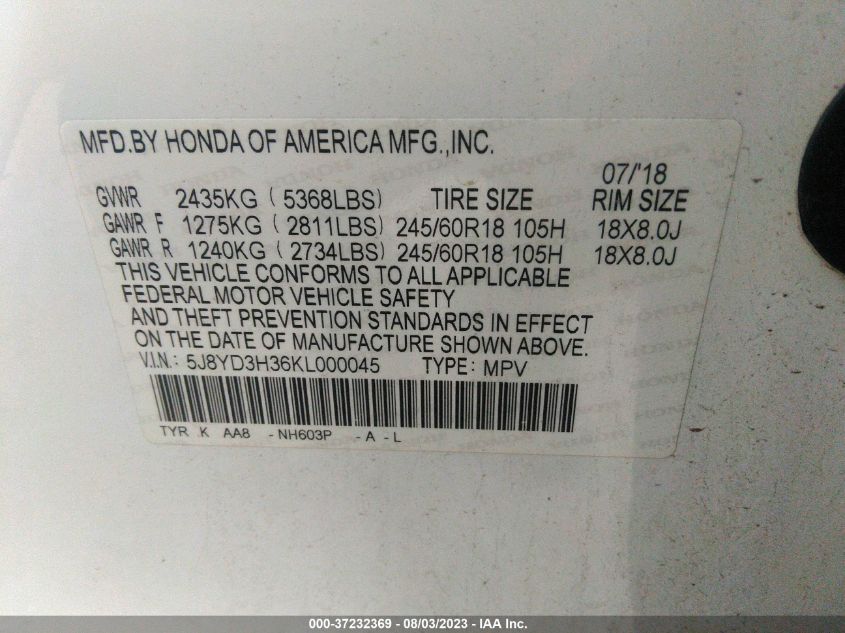 MFD.BY HONDA OF AMERICA MFG.,INC.
07/'18
GVWR 2435KG ( 5368LBS) TIRE SIZE RIM SIZE
GAWR F 1275KG ( 2811LBS) 245/60R18 105H 18X8.0J
GAWR R 1240KG ( 2734LBS) 245/60R18 105H 18X8.0J
THIS VEHICLE CONFORMS TO ALL APPLICABLE
FEDERAL MOTOR VEHICLE SAFETY
AND THEFT PREVENTION STANDARDS IN EFFECT
ON THE DATE OF MANUFACTURE SHOWN ABOVE.
V.I.N.: 5J8YD3H36KL000045 TYPE: MPV
TYR K AA8 -NH603P -A -L
000-37232369 - 08/03/2023 - IAA Inc.